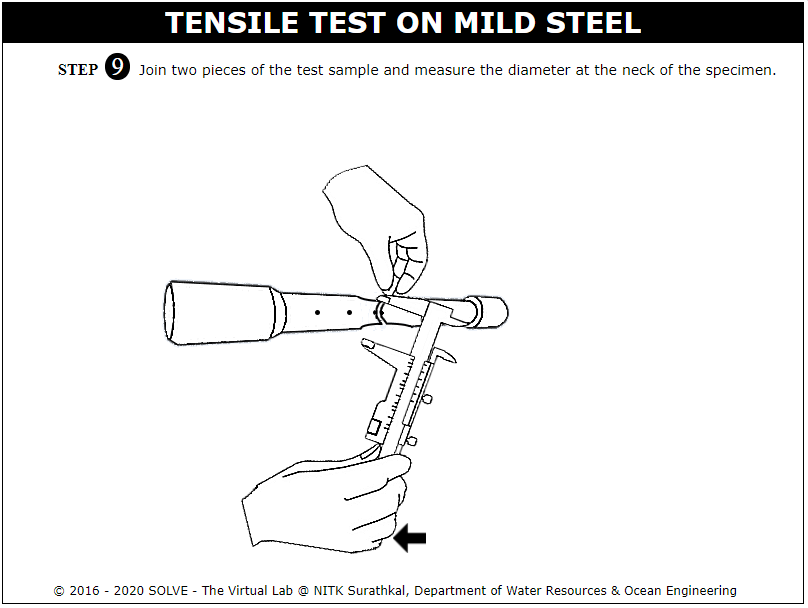 TENSILE TEST ON MILD STEEL
STEP 9 Join two pieces of the test sample and measure the diameter at the neck of the specimen.
© 2016 - 2020 SOLVE - The Virtual Lab @ NITK Surathkal, Department of Water Resources & Ocean Engineering